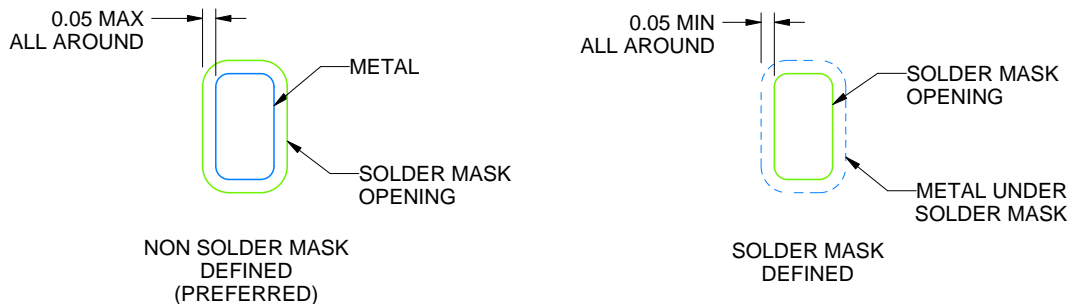 0.05 MAX
ALL AROUND
METAL
SOLDER MASK
OPENING
NON SOLDER MASK
DEFINED
(PREFERRED)
0.05 MIN
ALL AROUND
SOLDER MASK
OPENING
METAL UNDER
SOLDER MASK
SOLDER MASK
DEFINED